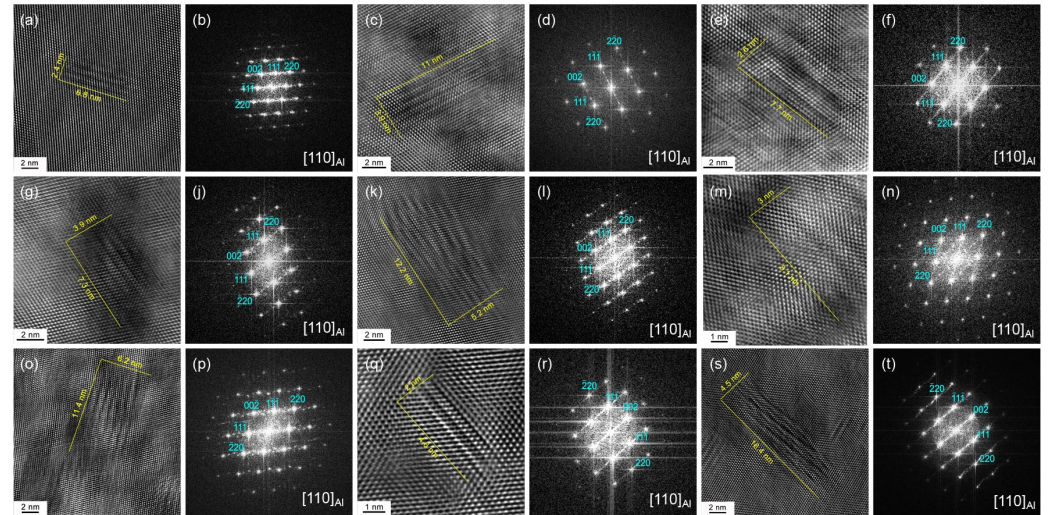 (a)
2.4 nm
6.8 nm
2 nm
(b)
002 111 220
111
220
[110]Al
(c)
11 nm
2 nm
(d)
220
111
002
111
220
[110]Al
(e)
2.6 nm
7.7 nm
2 nm
(f)
220
111
002
111
220
[110]Al
(g)
3.9 nm
7.3 nm
2 nm
(j)
220
111
002
111
220
[110]Al
(k)
12.2 nm
5.2 nm
2 nm
(l)
220
111
002
111
220
[110]Al
(m)
3 nm
1 nm
(n)
002 111 220
111
220
[110]Al
(o)
6.2 nm
11.4 nm
2 nm
(p)
002 111 220
111
220
[110]Al
(q)
1 nm
(r)
220
111
002
111
220
[110]Al
(s)
4.5 nm
16.4 nm
2 nm
(t)
220
111
002
111
220
[110]Al